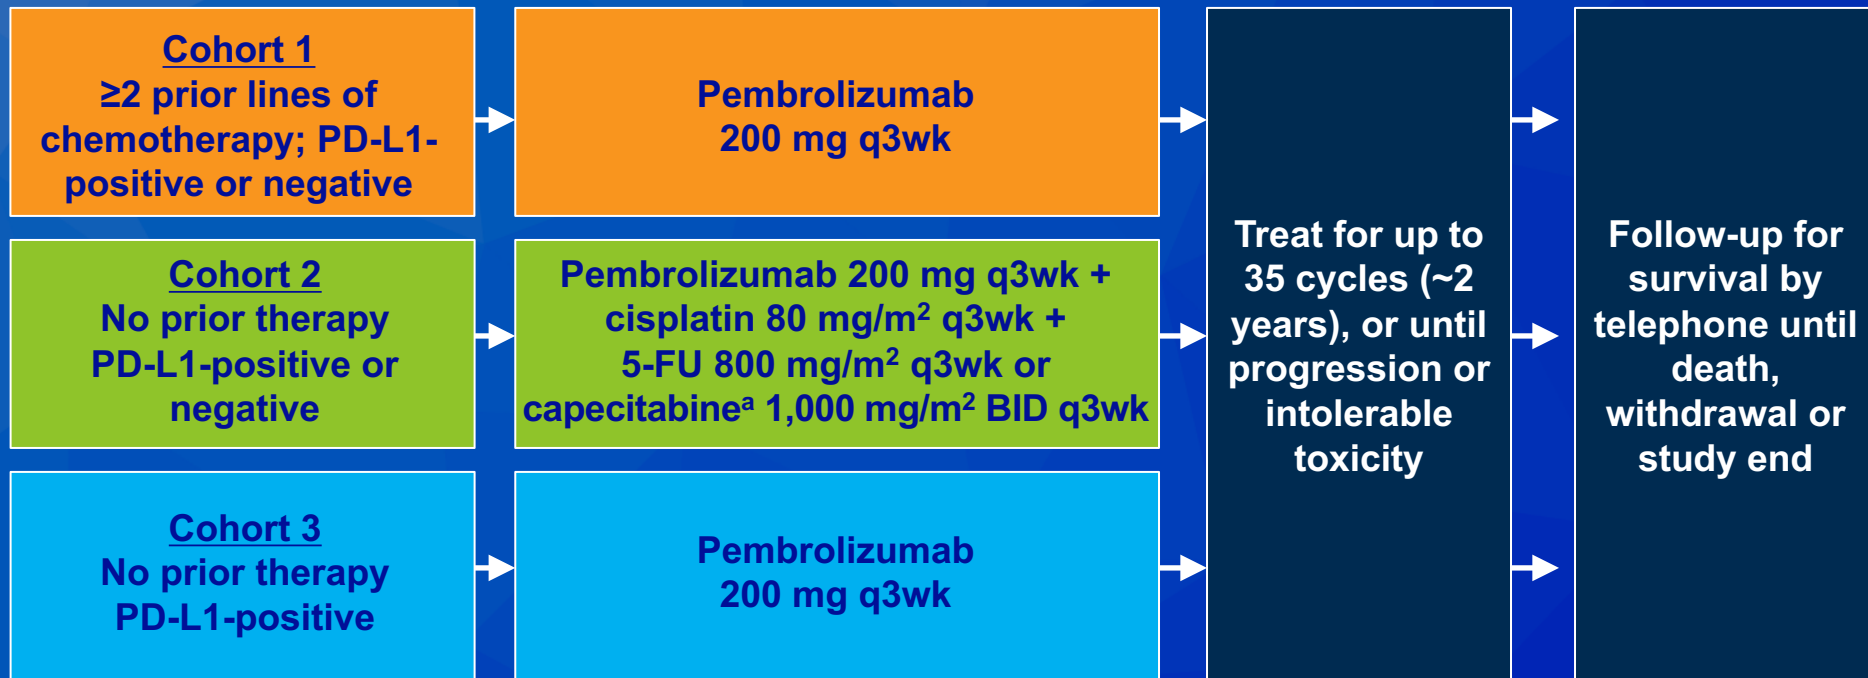 Cohort 1
≥2 prior lines of
chemotherapy; PD-L1-
positive or negative
Pembrolizumab
200 mg q3wk
Cohort 2
No prior therapy
PD-L1-positive or
negative
Pembrolizumab 200 mg q3wk +
cisplatin 80 mg/m² q3wk +
5-FU 800 mg/m² q3wk or
capecitabineᵃ 1,000 mg/m² BID q3wk
Cohort 3
No prior therapy
PD-L1-positive
Pembrolizumab
200 mg q3wk
Treat for up to
35 cycles (~2
years), or until
progression or
intolerable
toxicity
Follow-up for
survival by
telephone until
death,
withdrawal or
study end